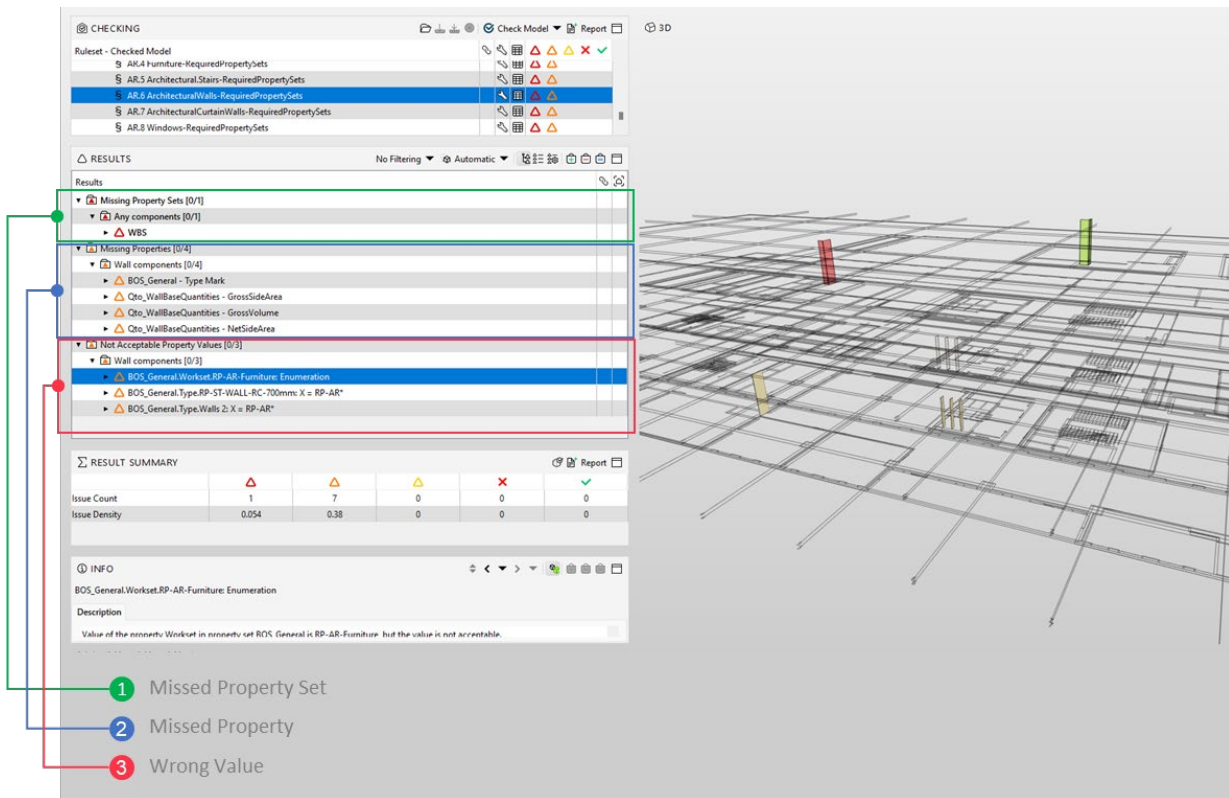 CHECKING
Check Model
Report
3D
Ruleset - Checked Model
AR.4 Furniture-RequiredPropertySets
AR.5 Architectural.Stairs-RequiredPropertySets
AR.6 ArchitecturalWalls-RequiredPropertySets
AR.7 ArchitecturalCurtainWalls-RequiredPropertySets
AR.8 Windows-RequiredPropertySets
RESULTS
No Filtering
Automatic
Results
Missing Property Sets [0/1]
Any components [0/1]
WBS
Missing Properties [0/4]
Wall components [0/4]
BOS_General - Type Mark
Qto_WallBaseQuantities - GrossSideArea
Qto_WallBaseQuantities - GrossVolume
Qto_WallBaseQuantities - NetSideArea
Not Acceptable Property Values [0/3]
Wall components [0/3]
BOS_General.Workset.RP-AR-Furniture: Enumeration
BOS_General.Type.RP-ST-WALL-RC-700mm: X = RP-AR*
BOS_General.Type.Walls 2: X = RP-AR*
RESULT SUMMARY
Report
Issue Count 1 7 0 0 0
Issue Density 0.054 0.38 0 0 0
INFO
BOS_General.Workset.RP-AR-Furniture: Enumeration
Description
Value of the property Workset in property set BOS_General is RP-AR-Furniture, but the value is not acceptable.
1 Missed Property Set
2 Missed Property
3 Wrong Value